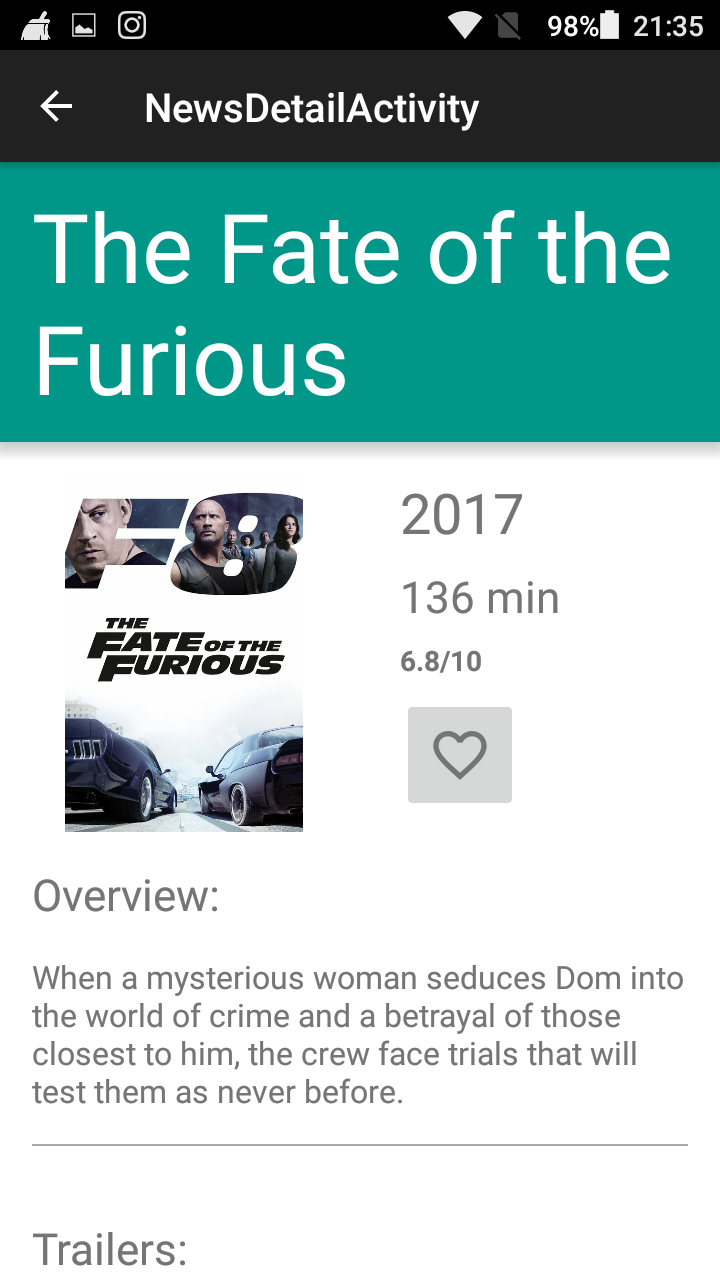 98% 21:35
NewsDetailActivity
The Fate of the
Furious
F8
THE
FATE OF THE
FURIOUS
2017
136 min
6.8/10
Overview:
When a mysterious woman seduces Dom into
the world of crime and a betrayal of those
closest to him, the crew face trials that will
test them as never before.
Trailers: